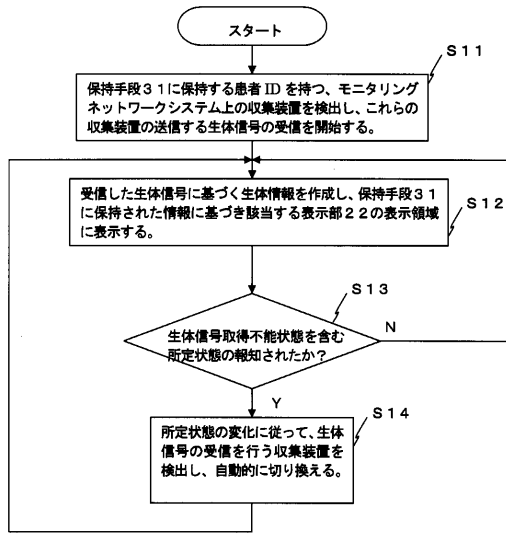 スタート
S11
保持手段31に保持する患者IDを持つ、モニタリング
ネットワークシステム上の収集装置を検出し、これらの
収集装置の送信する生体信号の受信を開始する。
受信した生体信号に基づく生体情報を作成し、保持手段31
に保持された情報に基づき該当する表示部22の表示領域
に表示する。
S12
S13
生体信号取得不能状態を含む
所定状態の報知されたか?
N
Y
S14
所定状態の変化に従って、生体
信号の受信を行う収集装置を
検出し、自動的に切り換える。